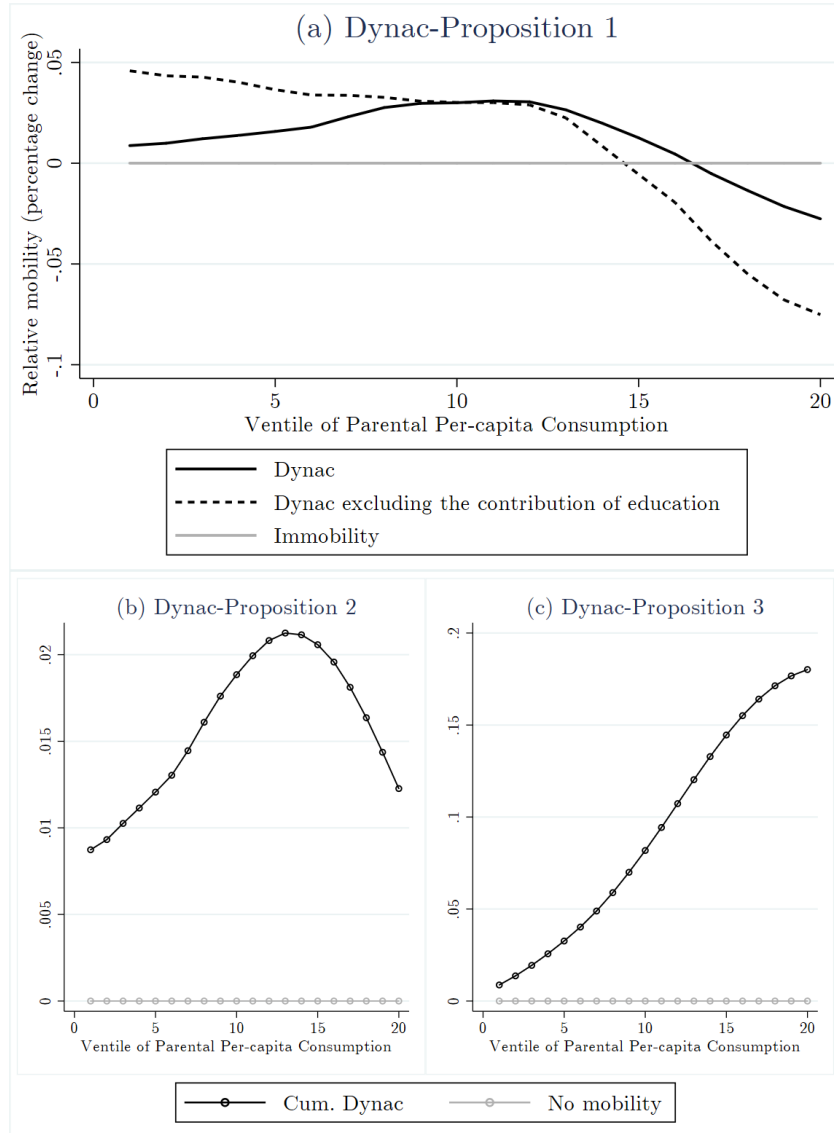 (a) Dynac-Proposition 1
Relative mobility (percentage change)
.05
0
-.05
-.1
0 5 10 15 20
Ventile of Parental Per-capita Consumption
Dynac
Dynac excluding the contribution of education
Immobility
(b) Dynac-Proposition 2
.02
.015
.01
.005
0
0 5 10 15 20
Ventile of Parental Per-capita Consumption
(c) Dynac-Proposition 3
.2
.15
.1
.05
0
0 5 10 15 20
Ventile of Parental Per-capita Consumption
Cum. Dynac
No mobility